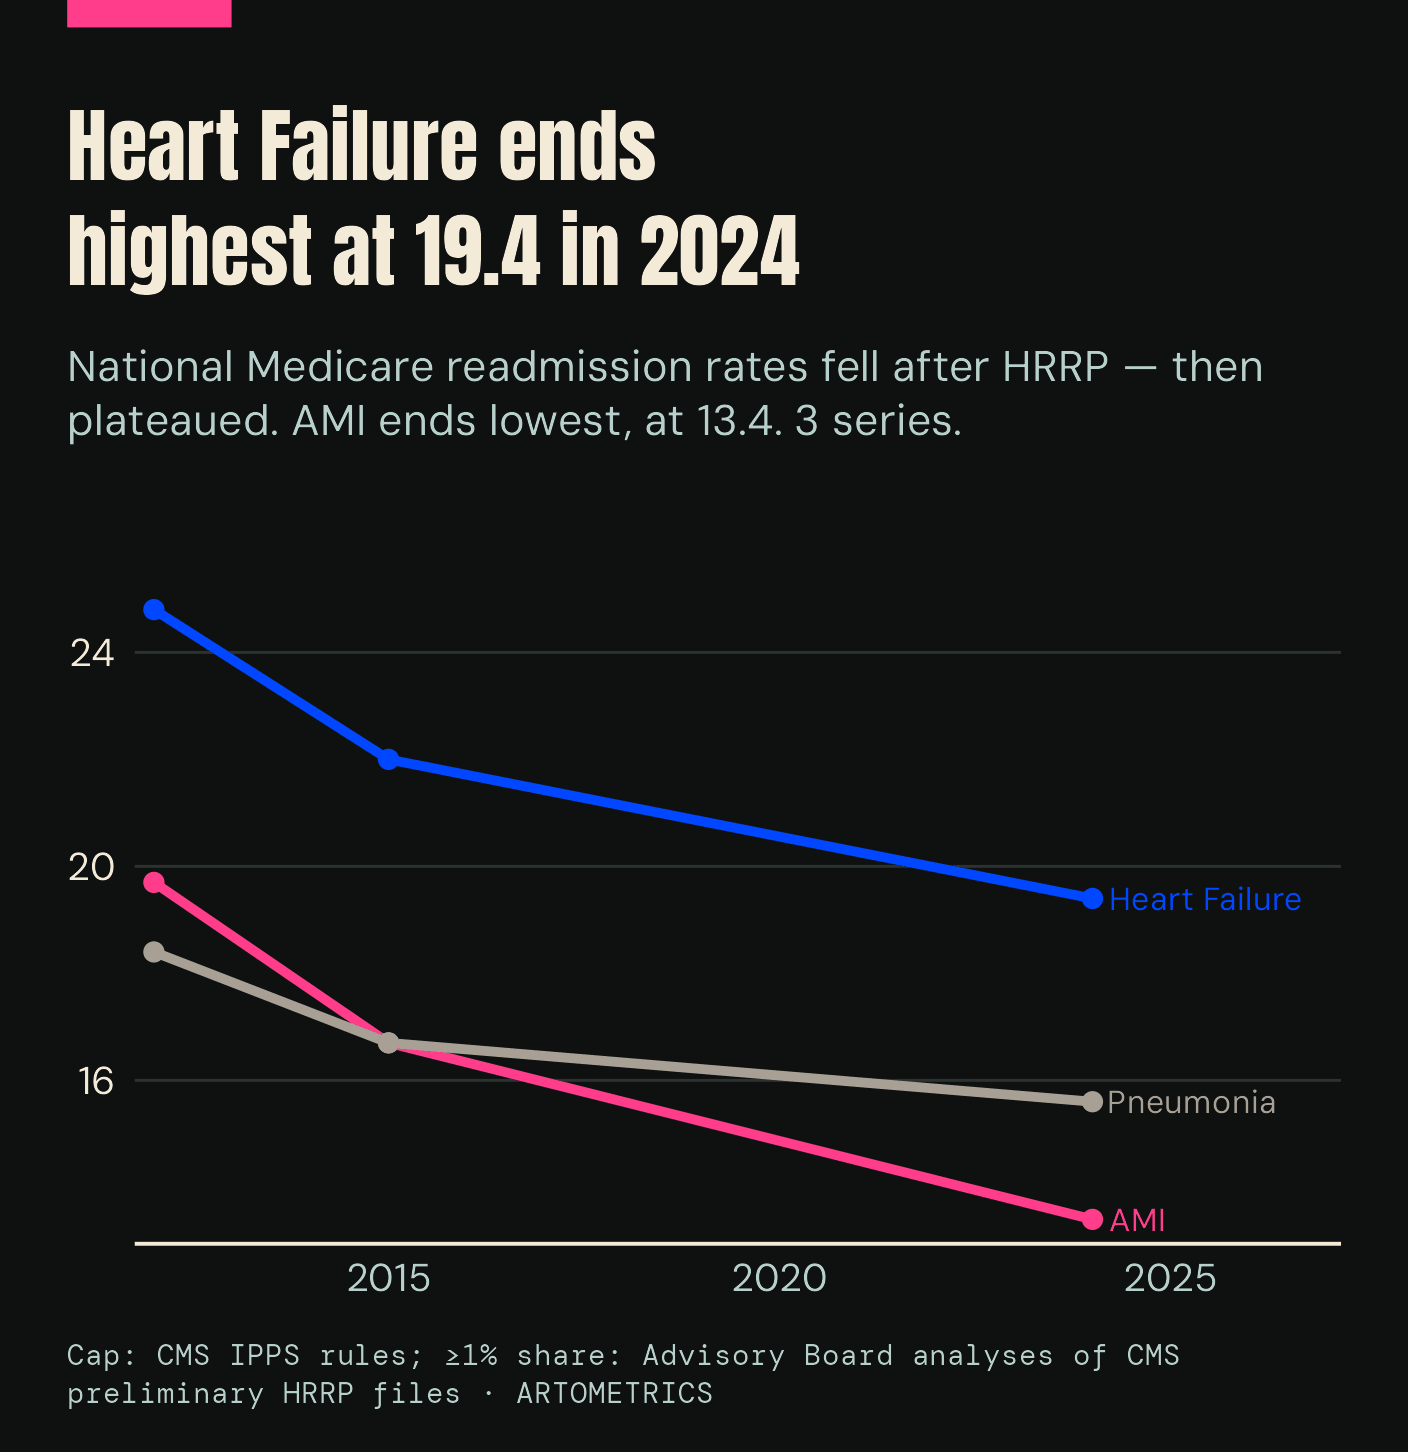 Heart Failure ends
highest at 19.4 in 2024
National Medicare readmission rates fell after HRRP — then
plateaued. AMI ends lowest, at 13.4. 3 series.
24
20
Heart Failure
16
Pneumonia
AMI
2015 2020 2025
Cap: CMS IPPS rules; ≥1% share: Advisory Board analyses of CMS
preliminary HRRP files · ARTOMETRICS